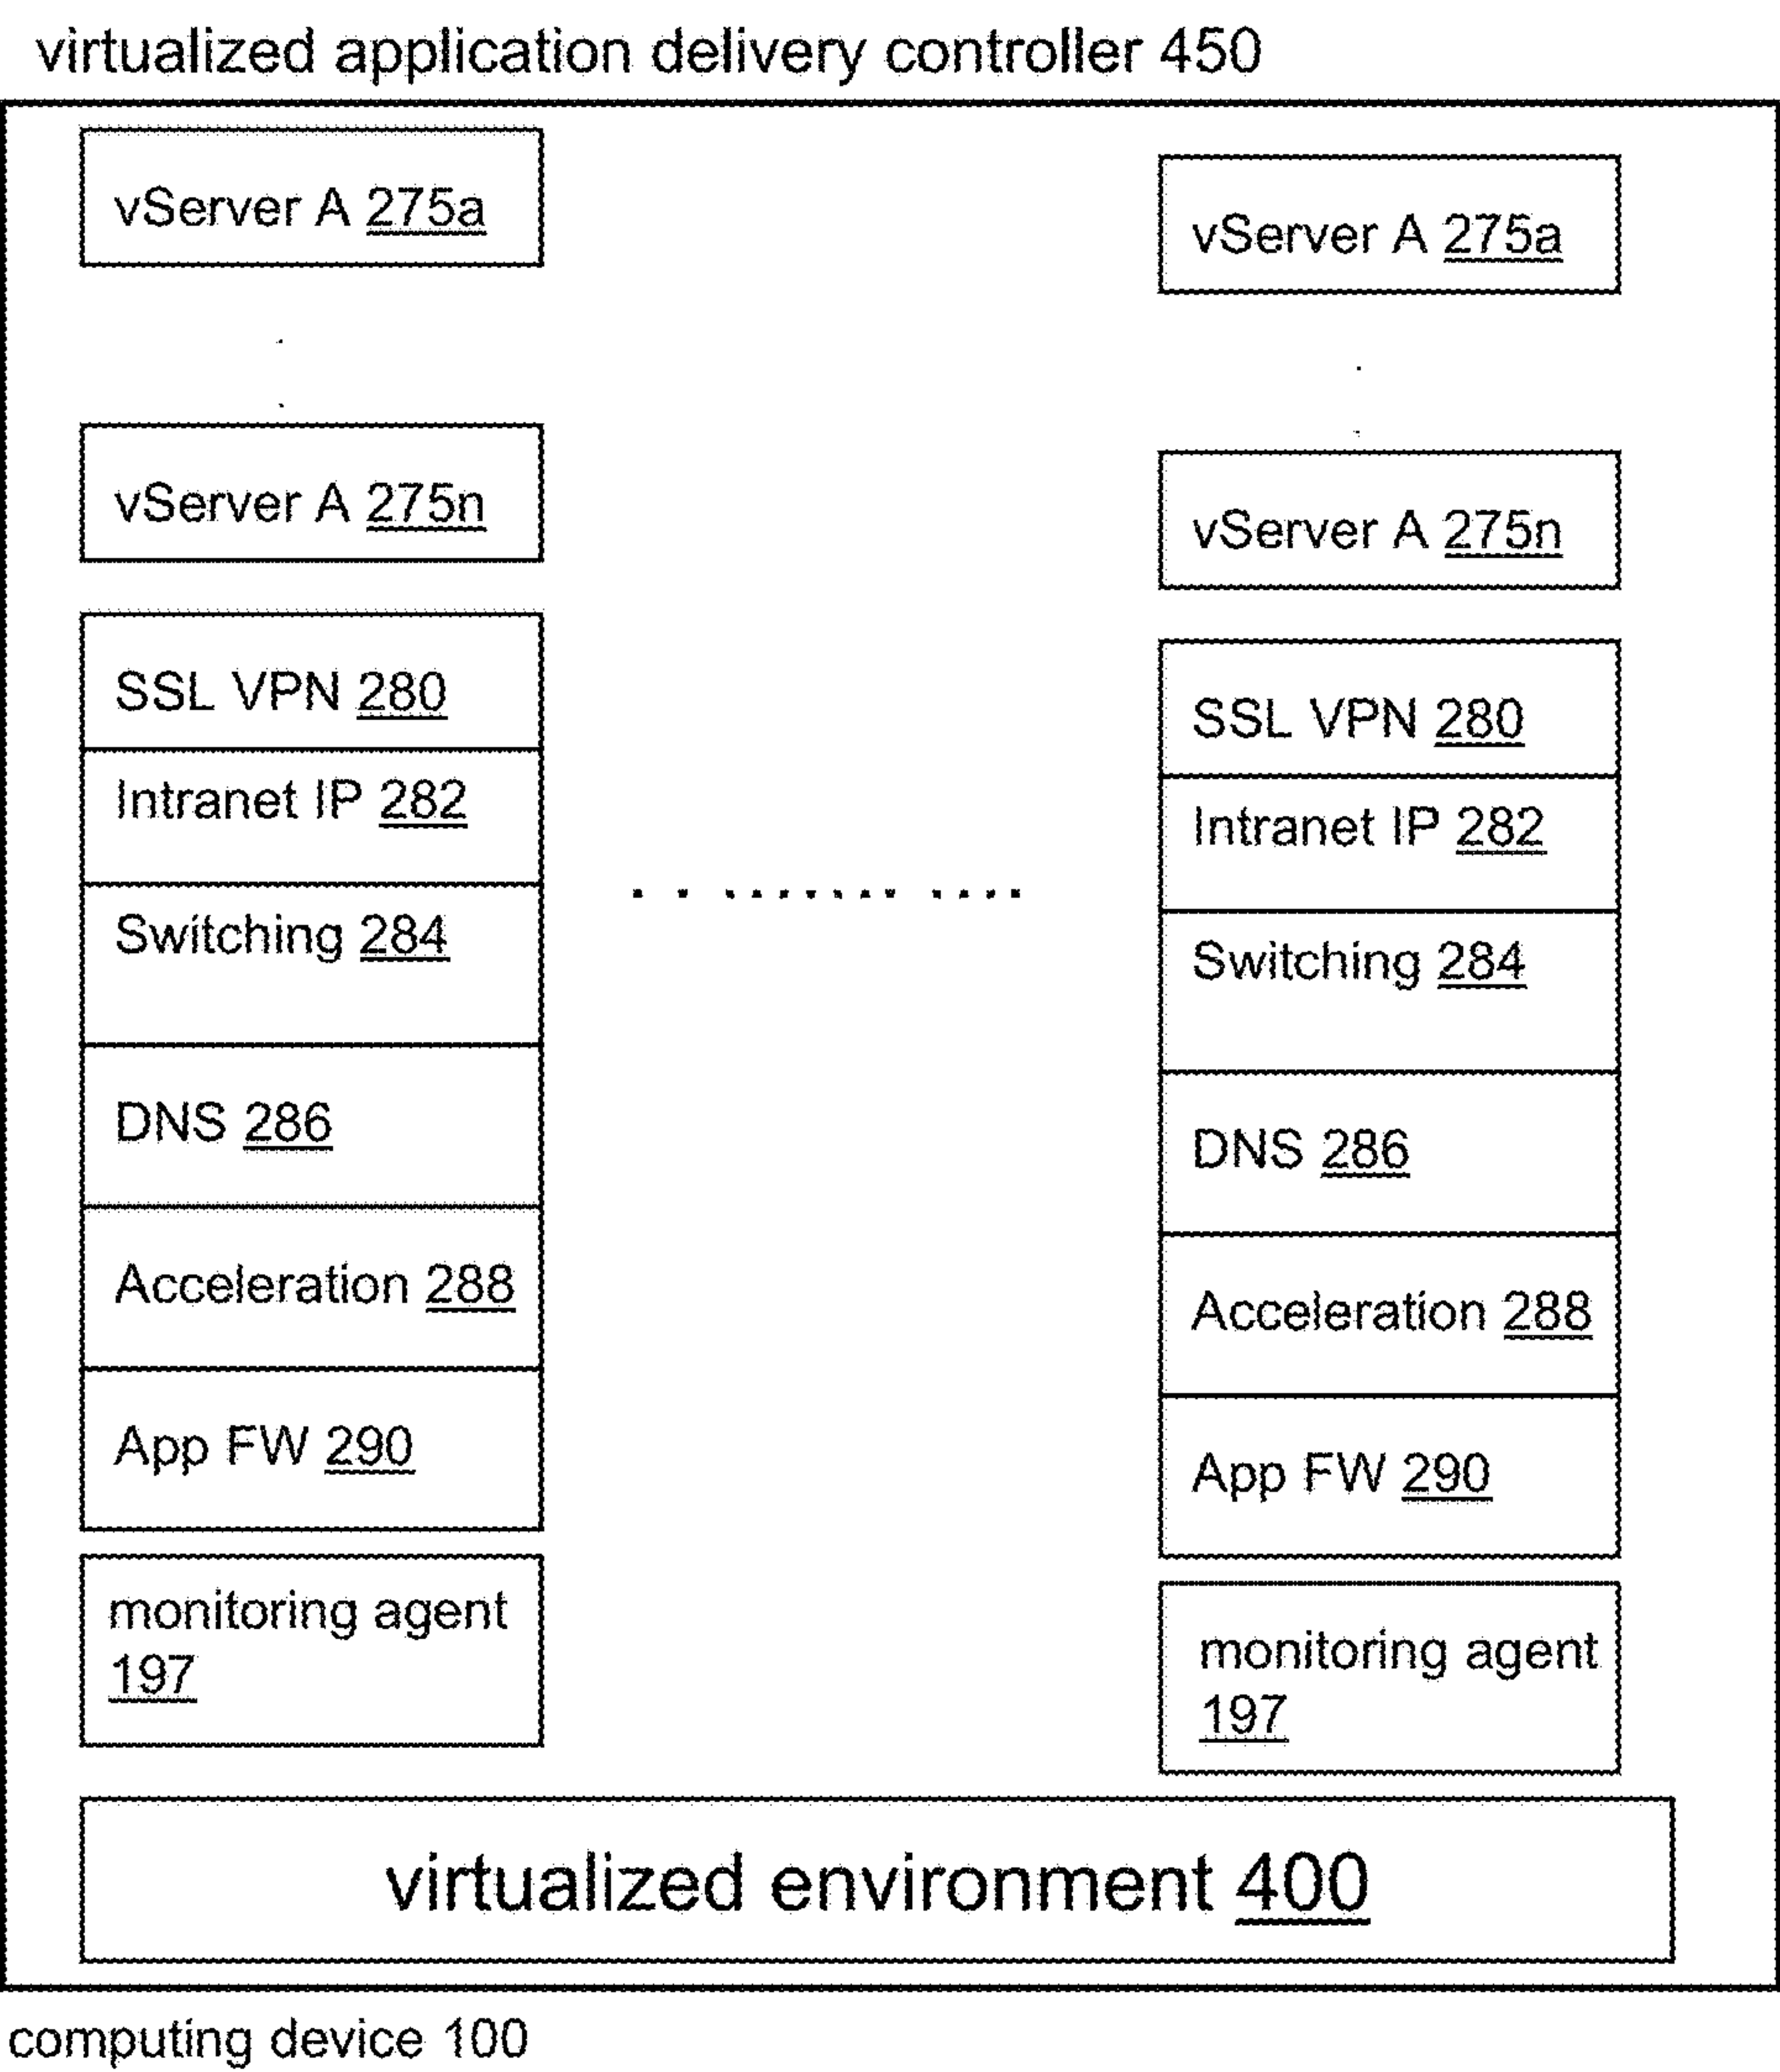 virtualized application delivery controller 450
vServer A 275a
vServer A 275n
SSL VPN 280
Intranet IP 282
Switching 284
DNS 286
Acceleration 288
App FW 290
monitoring agent
197
vServer A 275a
vServer A 275n
SSL VPN 280
Intranet IP 282
Switching 284
DNS 286
Acceleration 288
App FW 290
monitoring agent
197
virtualized environment 400
computing device 100